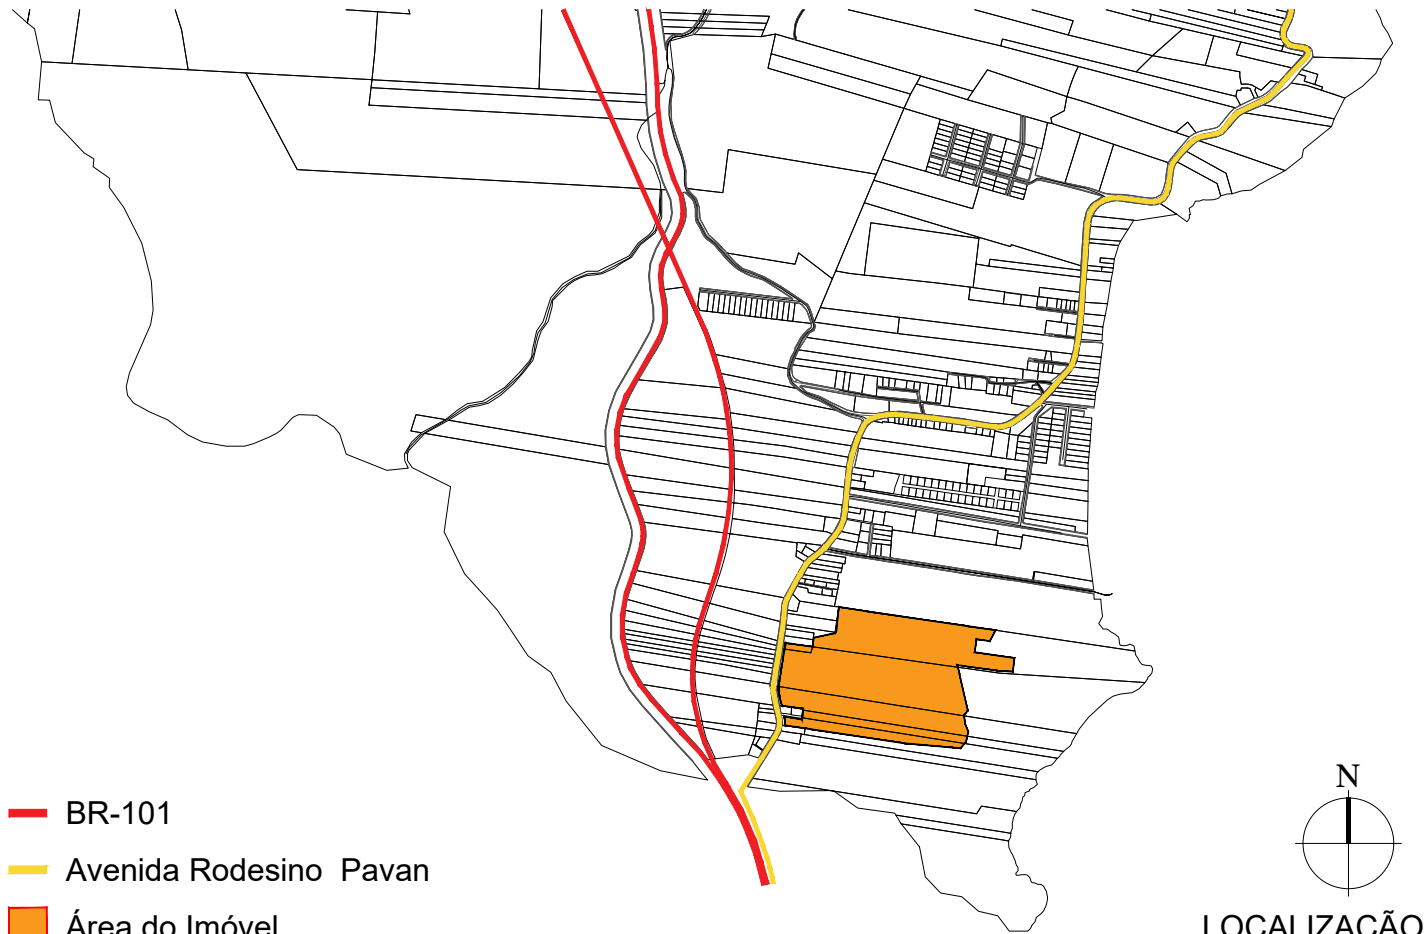 N
BR-101
Avenida Rodesino Pavan
Área do Imóvel
LOCALIZAÇÃO